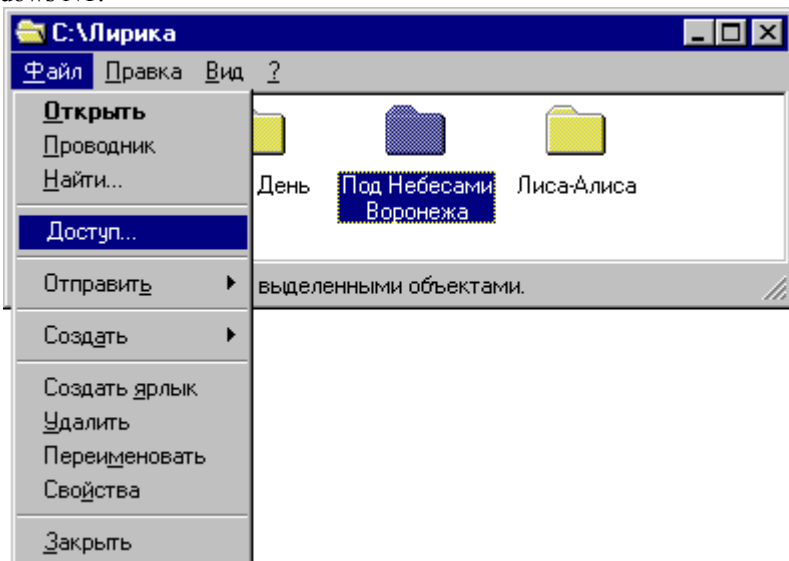 С:\Лирика
Файл Правка Вид ?
Открыть
Проводник
Найти...
День
Под Небесами
Воронежа
Лиса-Алиса
Доступ...
Отправить
выделенными объектами.
Создать
Создать ярлык
Удалить
Переименовать
Свойства
Закрыть